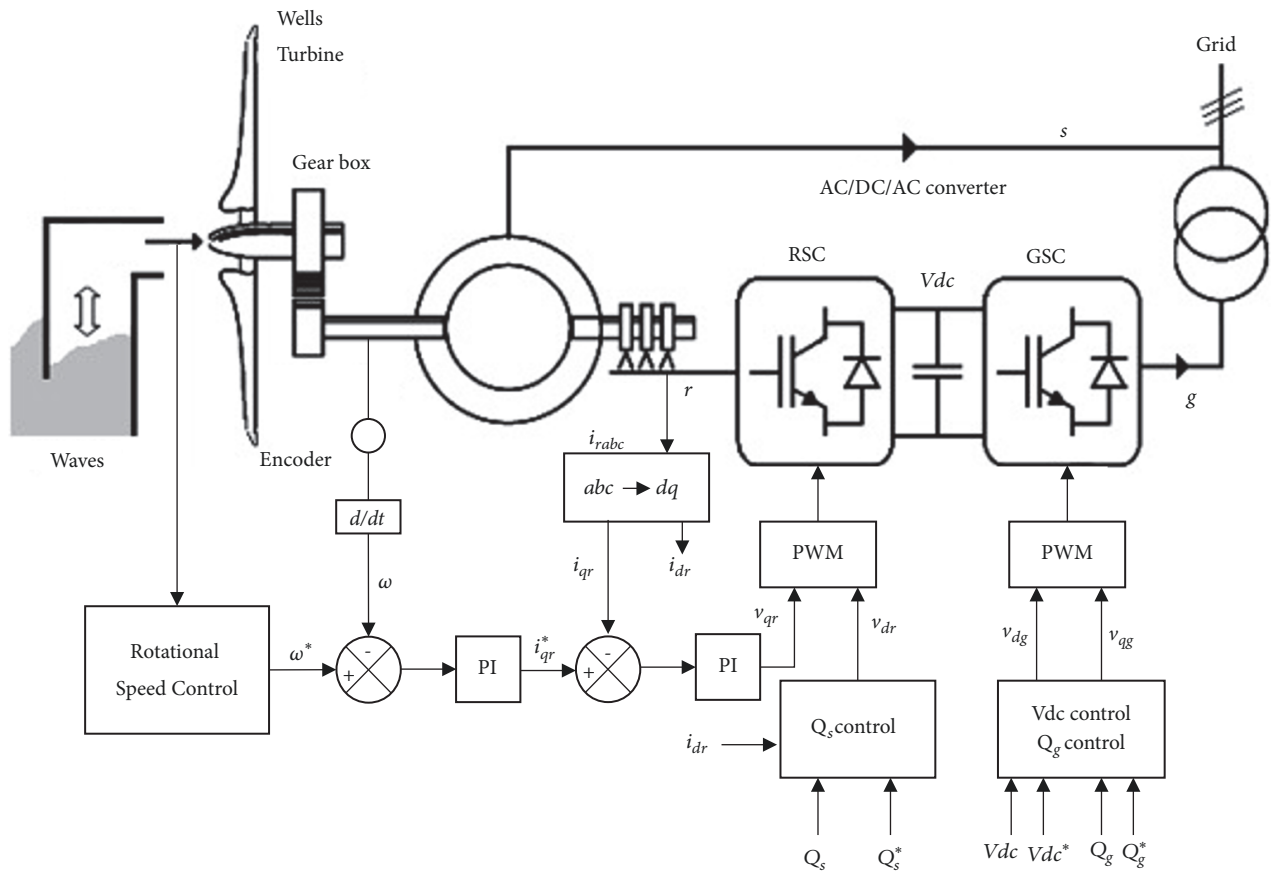 Wells
Turbine
Grid
s
Gear box
AC/DC/AC converter
RSC
Vdc
GSC
r
g
Waves
Encoder
i_rabc
abc → dq
d/dt
PWM
PWM
ω
i_qr
i_dr
v_qr
v_dr
v_dg
v_qg
Rotational
Speed Control
ω*
-
+
PI
i*_qr
-
+
PI
Q_s control
Vdc control
Q_g control
i_dr
Q_s
Q*_s
Vdc
Vdc*
Q_g
Q*_g